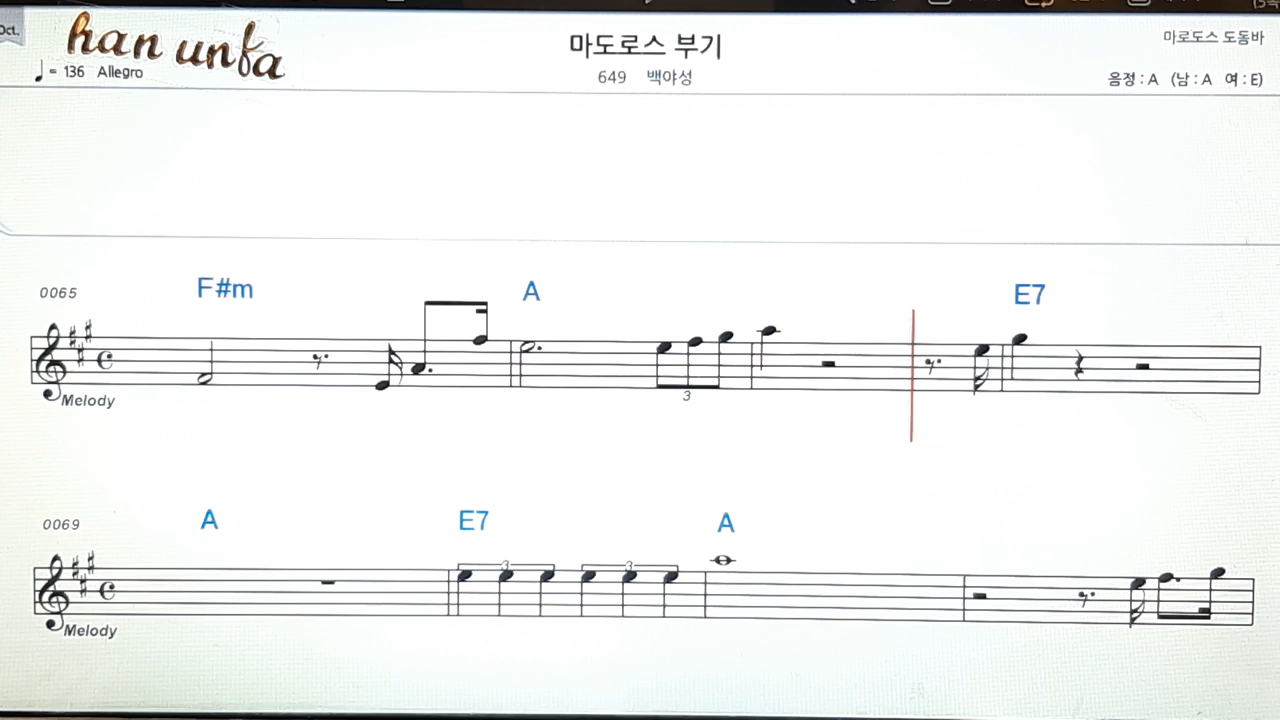 Oct.
han unfa
♩ = 136 Allegro
마도로스 부기
649 백야성
마로도스 도동바
음정 : A (남 : A 여 : E)
0065 F#m A E7
Melody
3
0069 A E7 A
3 3
Melody